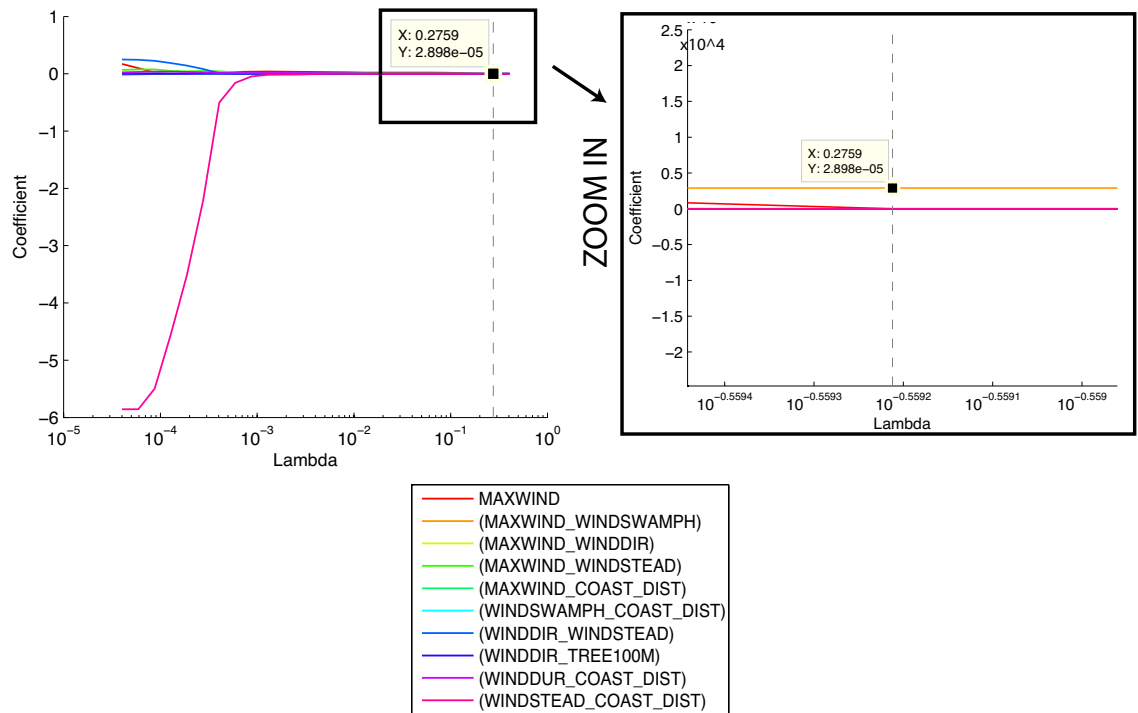 1
0
−1
−2
−3
−4
−5
−6
Coefficient
10^-5
10^-4
10^-3
10^-2
10^-1
10^0
Lambda
X: 0.2759
Y: 2.898e−05
ZOOM IN
x10^4
2.5
2
1.5
1
0.5
0
−0.5
−1
−1.5
−2
Coefficient
X: 0.2759
Y: 2.898e−05
10^-0.5594
10^-0.5593
10^-0.5592
10^-0.5591
10^-0.559
Lambda
MAXWIND
(MAXWIND_WINDSWAMPH)
(MAXWIND_WINDDIR)
(MAXWIND_WINDSTEAD)
(MAXWIND_COAST_DIST)
(WINDSWAMPH_COAST_DIST)
(WINDDIR_WINDSTEAD)
(WINDDIR_TREE100M)
(WINDDUR_COAST_DIST)
(WINDSTEAD_COAST_DIST)